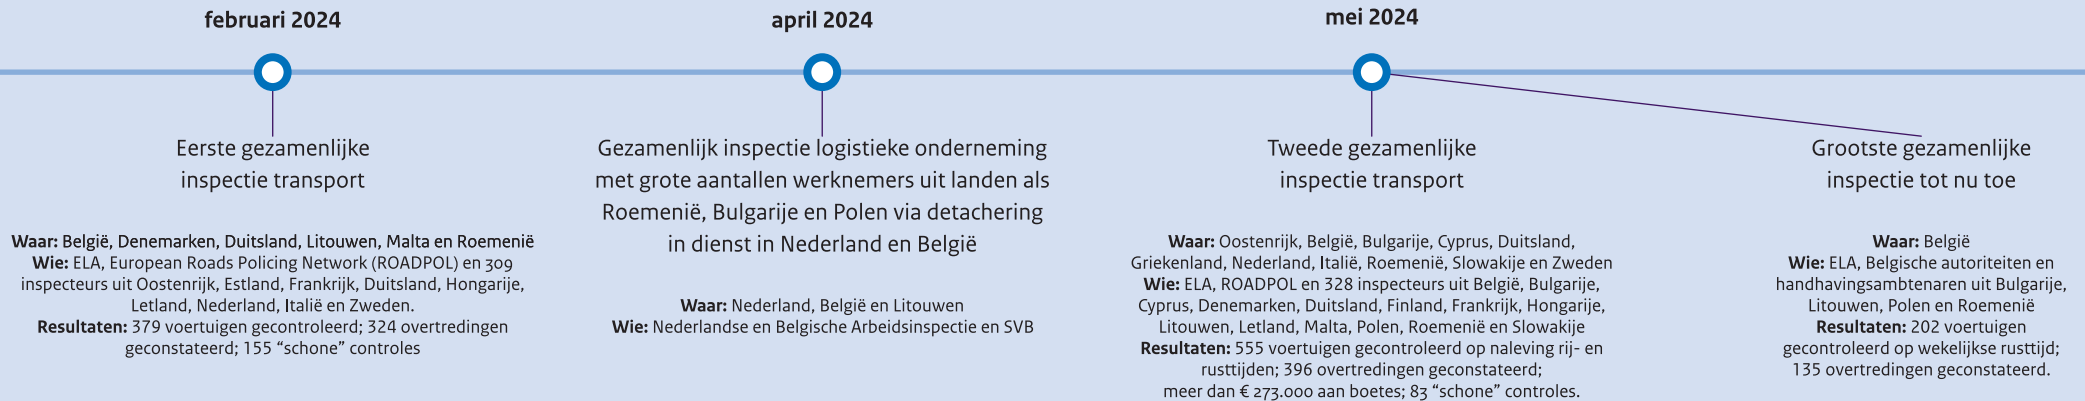 februari 2024
Eerste gezamenlijke
inspectie transport
Waar: België, Denemarken, Duitsland, Litouwen, Malta en Roemenië
Wie: ELA, European Roads Policing Network (ROADPOL) en 309
inspecteurs uit Oostenrijk, Estland, Frankrijk, Duitsland, Hongarije,
Letland, Nederland, Italië en Zweden.
Resultaten: 379 voertuigen gecontroleerd; 324 overtredingen
geconstateerd; 155 “schone” controles
april 2024
Gezamenlijk inspectie logistieke onderneming
met grote aantallen werknemers uit landen als
Roemenië, Bulgarije en Polen via detachering
in dienst in Nederland en België
Waar: Nederland, België en Litouwen
Wie: Nederlandse en Belgische Arbeidsinspectie en SVB
mei 2024
Tweede gezamenlijke
inspectie transport
Waar: Oostenrijk, België, Bulgarije, Cyprus, Duitsland,
Griekenland, Nederland, Italië, Roemenië, Slowakije en Zweden
Wie: ELA, ROADPOL en 328 inspecteurs uit België, Bulgarije,
Cyprus, Denemarken, Duitsland, Finland, Frankrijk, Hongarije,
Litouwen, Letland, Malta, Polen, Roemenië en Slowakije
Resultaten: 555 voertuigen gecontroleerd op naleving rij- en
rusttijden; 396 overtredingen geconstateerd;
meer dan € 273.000 aan boetes; 83 “schone” controles.
Grootste gezamenlijke
inspectie tot nu toe
Waar: België
Wie: ELA, Belgische autoriteiten en
handhavingsambtenaren uit Bulgarije,
Litouwen, Polen en Roemenië
Resultaten: 202 voertuigen
gecontroleerd op wekelijkse rusttijd;
135 overtredingen geconstateerd.